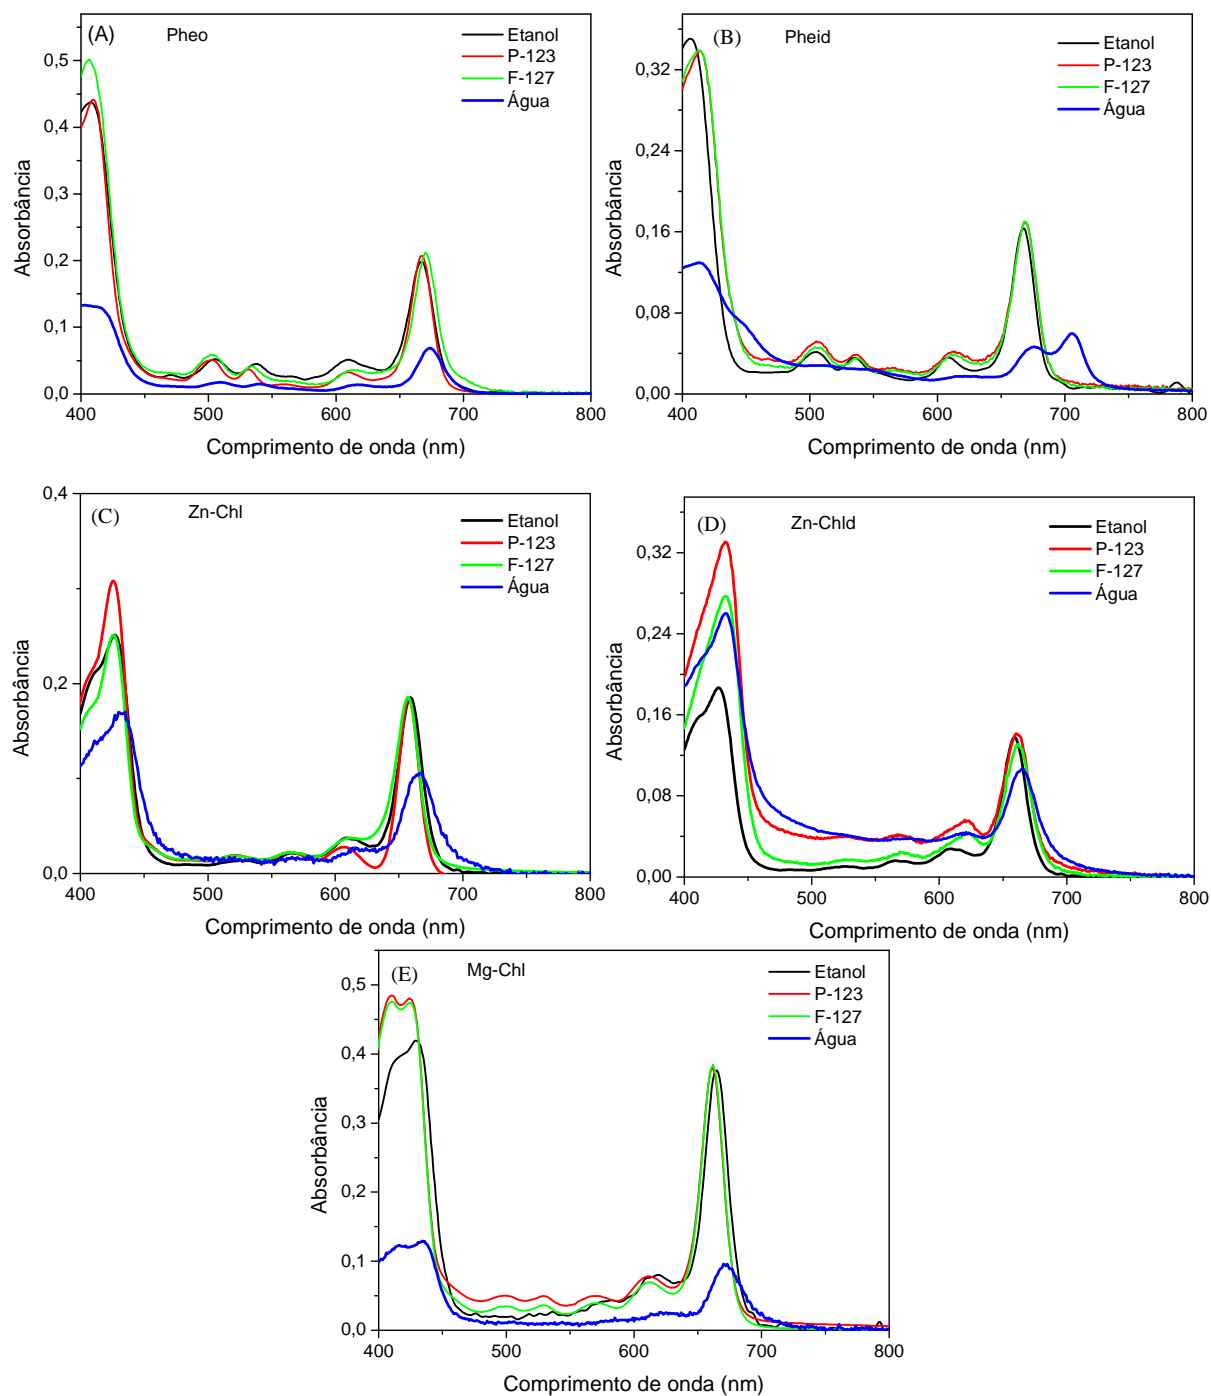 (A) Pheo
Etanol
P-123
F-127
Água
0,5
0,4
0,3
0,2
0,1
0,0
400 500 600 700 800
Absorbância
Comprimento de onda (nm)
(B) Pheid
Etanol
P-123
F-127
Água
0,32
0,24
0,16
0,08
0,00
400 500 600 700 800
Absorbância
Comprimento de onda (nm)
(C) Zn-Chl
Etanol
P-123
F-127
Água
0,4
0,2
0,0
400 500 600 700 800
Absorbância
Comprimento de onda (nm)
(D) Zn-Chld
Etanol
P-123
F-127
Água
0,32
0,24
0,16
0,08
0,00
400 500 600 700 800
Absorbância
Comprimento de onda (nm)
(E) Mg-Chl
Etanol
P-123
F-127
Água
0,5
0,4
0,3
0,2
0,1
0,0
400 500 600 700 800
Absorbância
Comprimento de onda (nm)